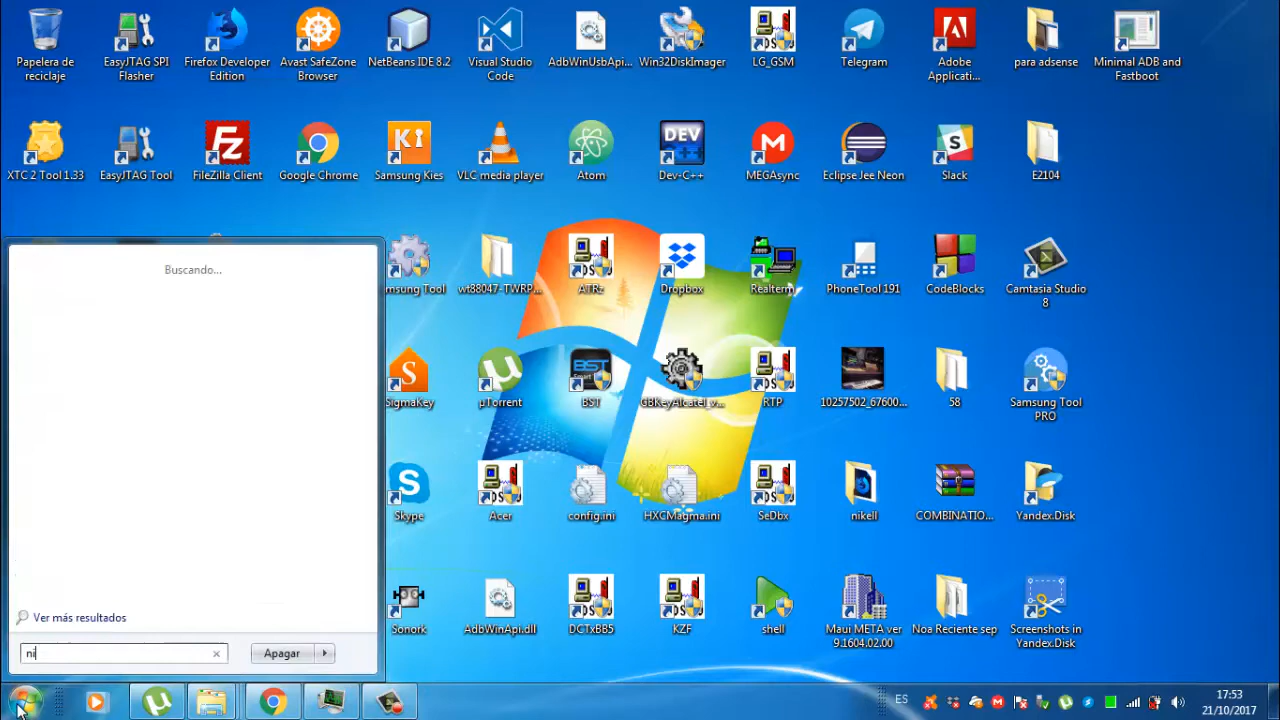 Papelera de
reciclaje
EasyJTAG SPI
Flasher
Firefox Developer
Edition
Avast SafeZone
Browser
NetBeans IDE 8.2
Visual Studio
Code
AdbWinUsbApi...
Win32DiskImager
LG_GSM
Telegram
Adobe
Applicati...
para adsense
Minimal ADB and
Fastboot
XTC 2 Tool 1.33
EasyJTAG Tool
FileZilla Client
Google Chrome
Samsung Kies
VLC media player
Atom
Dev-C++
MEGAsync
Eclipse Jee Neon
Slack
E2104
msung Tool
wt88047-TWRP...
ATRz
Dropbox
Realterm
PhoneTool 191
CodeBlocks
Camtasia Studio
8
SigmaKey
µTorrent
BST
GBKeyAlcatel_v...
RTP
10257502_67600...
58
Samsung Tool
PRO
Skype
Acer
config.ini
HXCMagma.ini
SeDbx
nikell
COMBINATIO...
Yandex.Disk
Sonork
AdbWinApi.dll
DCTxBB5
KZF
shell
Maui META ver
9.1604.02.00
Noa Reciente sep
Screenshots in
Yandex.Disk
Buscando...
Ver más resultados
ni
Apagar
ES
17:53
21/10/2017